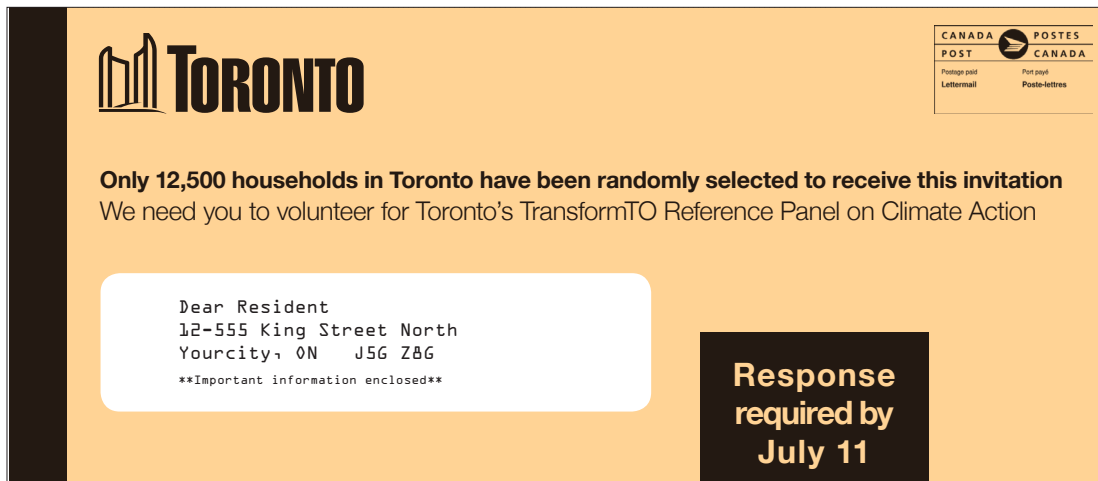 TORONTO
CANADA POSTES
POST CANADA
Postage paid Port payé
Lettermail Poste-lettres
Only 12,500 households in Toronto have been randomly selected to receive this invitation
We need you to volunteer for Toronto's TransformTO Reference Panel on Climate Action
Dear Resident
12-555 King Street North
Yourcity, ON J5G Z8G
**Important information enclosed**
Response
required by
July 11